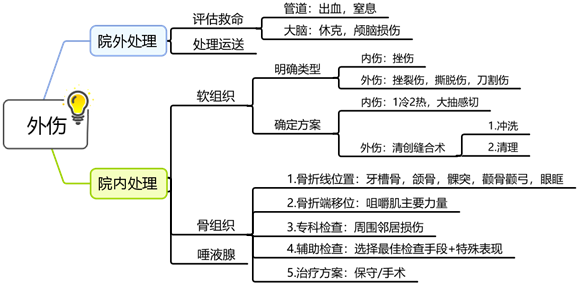 外伤
院外处理
评估救命
管道：出血，窒息
大脑：休克，颅脑损伤
处理运送
院内处理
软组织
明确类型
内伤：挫伤
外伤：挫裂伤，撕脱伤，刀割伤
确定方案
内伤：1冷2热，大抽感切
外伤：清创缝合术
1.冲洗
2.清理
骨组织
1.骨折线位置：牙槽骨，颌骨，髁突，颧骨颧弓，眼眶
2.骨折端移位：咀嚼肌主要力量
3.专科检查：周围邻居损伤
4.辅助检查：选择最佳检查手段+特殊表现
5.治疗方案：保守/手术
唾液腺